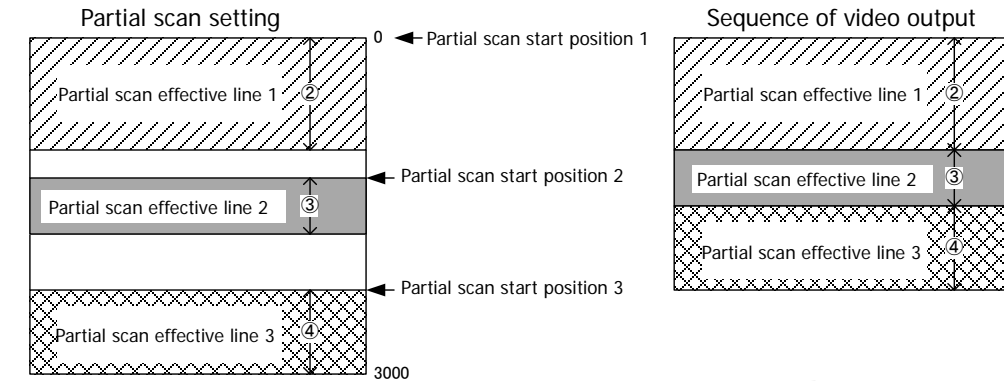 Partial scan setting
0
Partial scan start position 1
Partial scan effective line 1
②
Partial scan start position 2
Partial scan effective line 2
③
Partial scan start position 3
Partial scan effective line 3
④
3000
Sequence of video output
Partial scan effective line 1
②
Partial scan effective line 2
③
Partial scan effective line 3
④